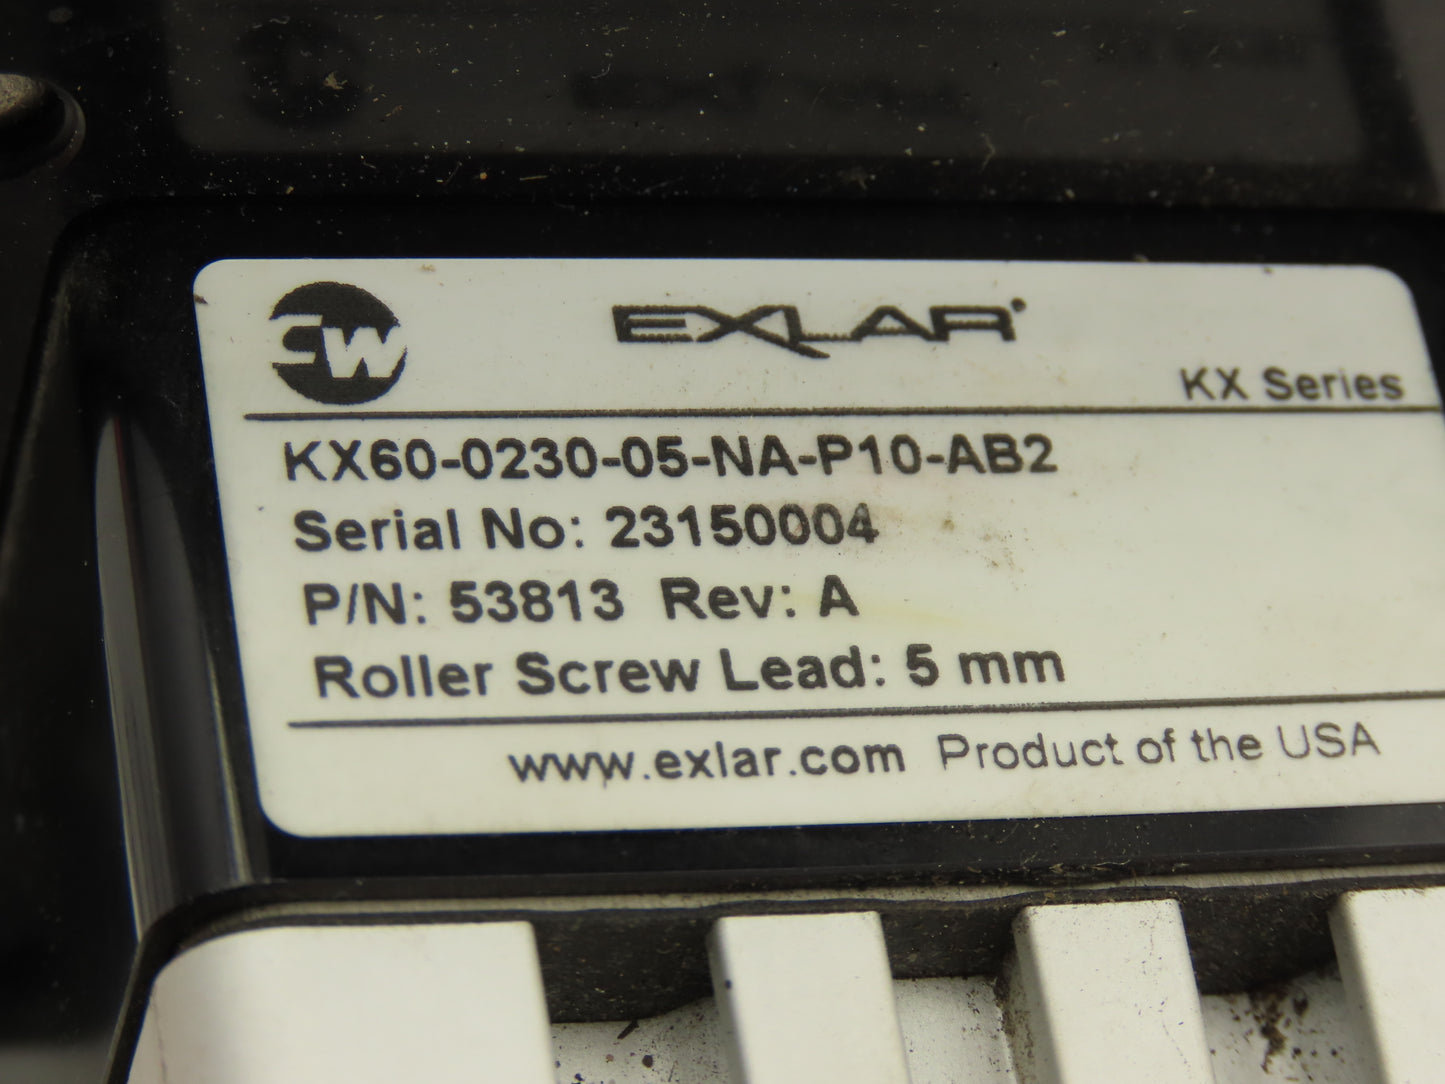 CW
EXLAR®
KX Series
KX60-0230-05-NA-P10-AB2
Serial No: 23150004
P/N: 53813 Rev: A
Roller Screw Lead: 5 mm
www.exlar.com Product of the USA